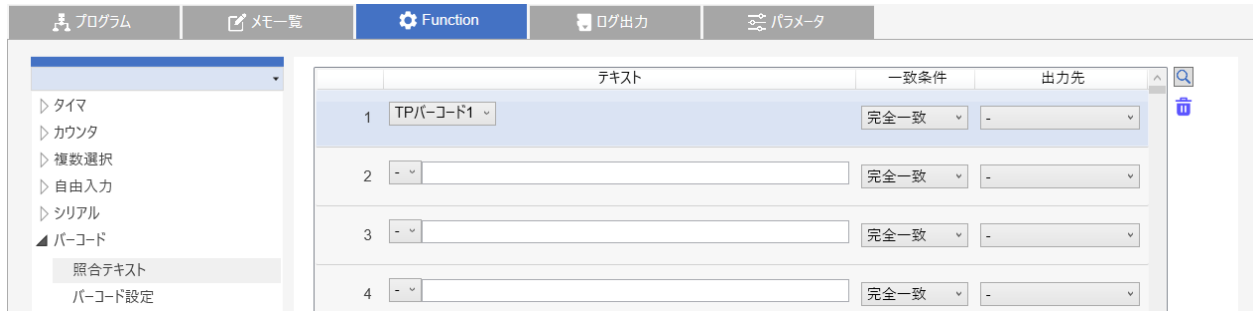 プログラム メモ一覧 Function ログ出力 パラメータ
テキスト 一致条件 出力先
タイマ
カウンタ
複数選択
自由入力
シリアル
バーコード
照合テキスト
バーコード設定
1 TPバーコード1 完全一致 -
2 - 完全一致 -
3 - 完全一致 -
4 - 完全一致 -